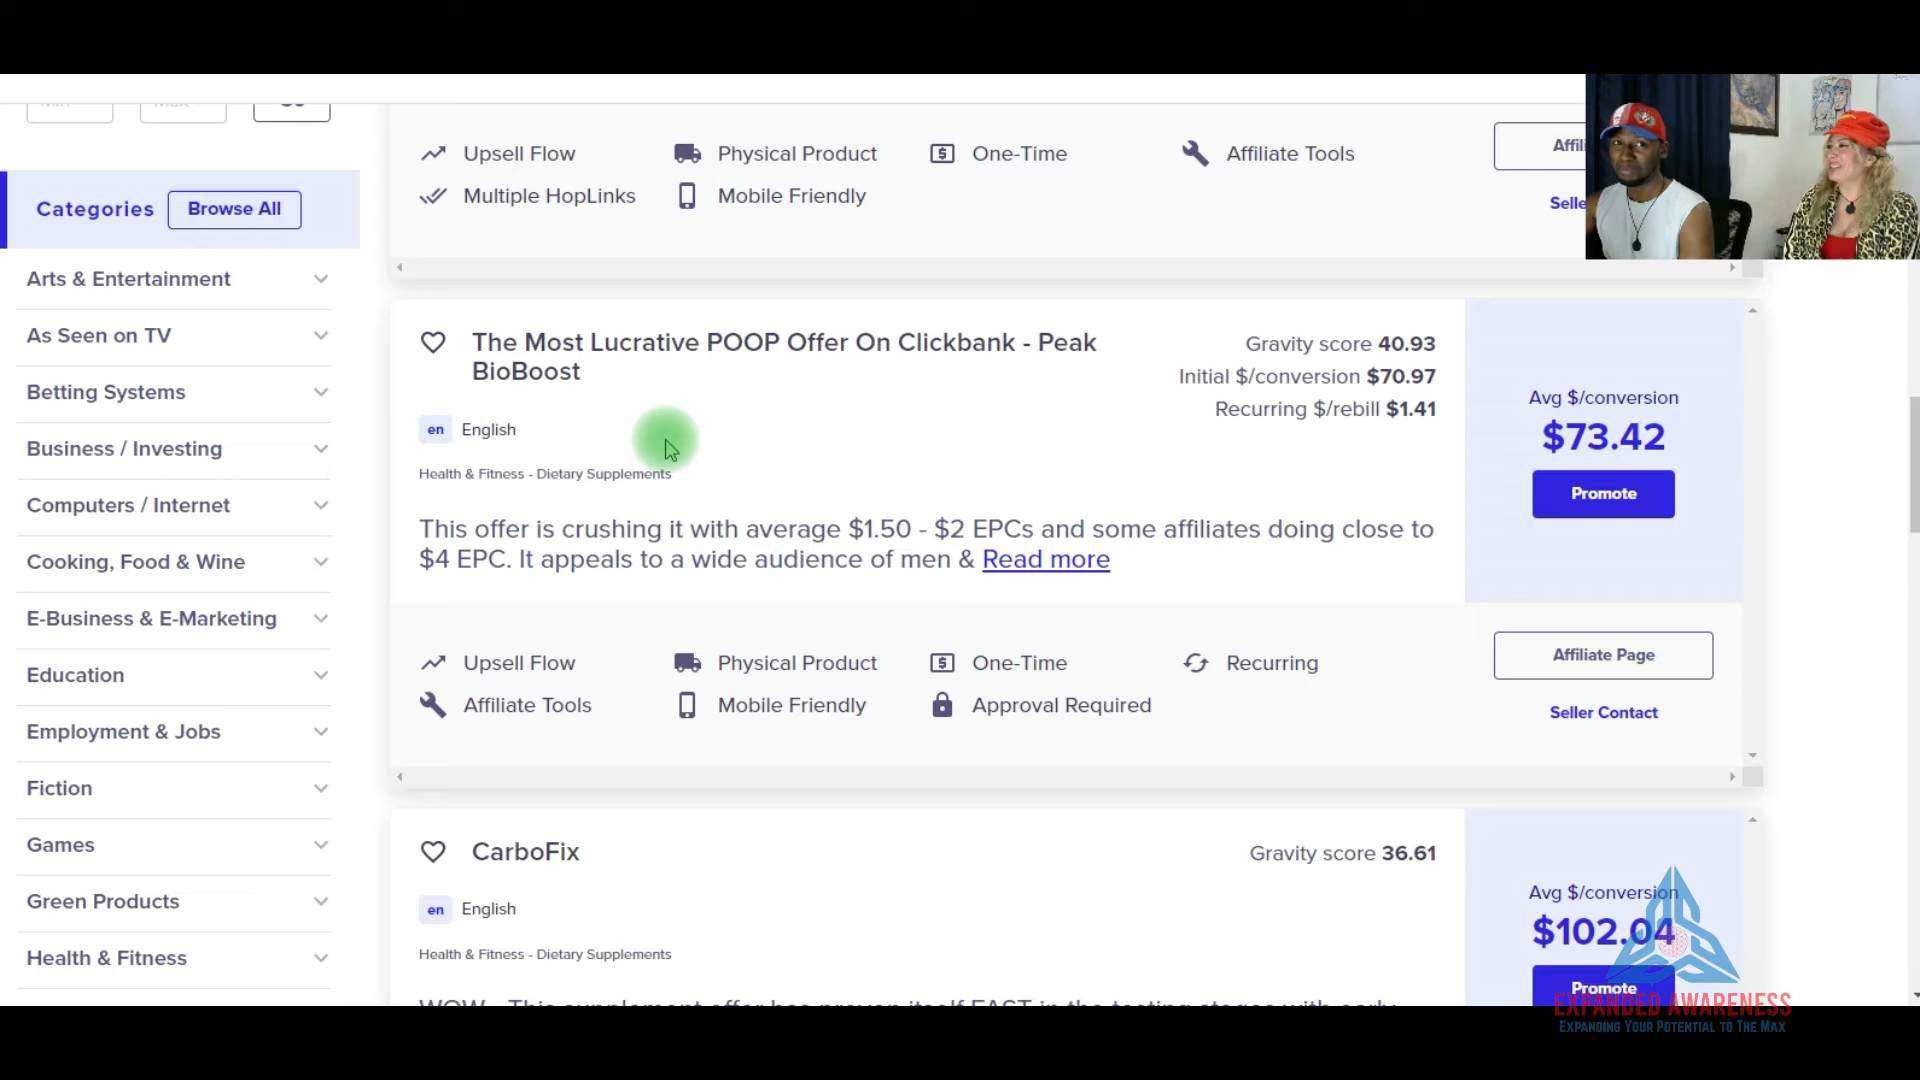 Categories
Browse All
Arts & Entertainment
As Seen on TV
Betting Systems
Business / Investing
Computers / Internet
Cooking, Food & Wine
E-Business & E-Marketing
Education
Employment & Jobs
Fiction
Games
Green Products
Health & Fitness
Upsell Flow
Physical Product
One-Time
Affiliate Tools
Multiple HopLinks
Mobile Friendly
The Most Lucrative POOP Offer On Clickbank - Peak
BioBoost
Gravity score 40.93
Initial $/conversion $70.97
Recurring $/rebill $1.41
en English
Health & Fitness - Dietary Supplements
This offer is crushing it with average $1.50 - $2 EPCs and some affiliates doing close to
$4 EPC. It appeals to a wide audience of men & Read more
Avg $/conversion
$73.42
Promote
Upsell Flow
Physical Product
One-Time
Recurring
Affiliate Tools
Mobile Friendly
Approval Required
Affiliate Page
Seller Contact
CarboFix
Gravity score 36.61
en English
Health & Fitness - Dietary Supplements
Avg $/conversion
$102.04
Promote
EXPANDED AWARENESS
EXPANDING YOUR POTENTIAL TO THE MAX